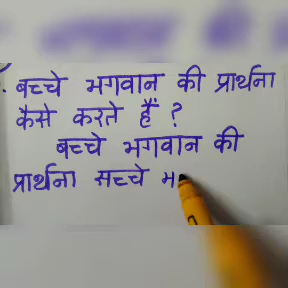 . बच्चे भगवान की प्रार्थना
कैसे करते हैं ?
बच्चे भगवान की
प्रार्थना सच्चे म